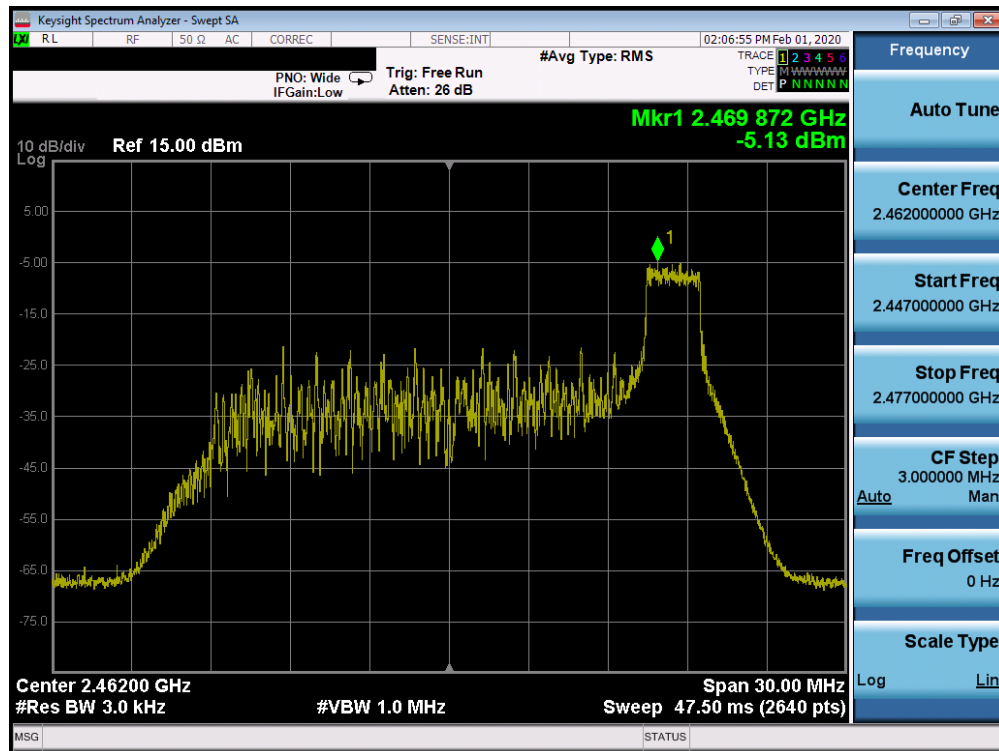 Keysight Spectrum Analyzer - Swept SA
LXI RL RF 50 Ω AC CORREC SENSE:INT 02:06:55 PM Feb 01, 2020
#Avg Type: RMS TRACE 1 2 3 4 5 6
PNO: Wide Trig: Free Run TYPE M WWWWW
IFGain:Low Atten: 26 dB DET P N N N N N
Mkr1 2.469 872 GHz
-5.13 dBm
10 dB/div Ref 15.00 dBm
Log
1
5.00
-5.00
-15.0
-25.0
-35.0
-45.0
-55.0
-65.0
-75.0
Center 2.46200 GHz Span 30.00 MHz
#Res BW 3.0 kHz #VBW 1.0 MHz Sweep 47.50 ms (2640 pts)
MSG STATUS
Frequency
Auto Tune
Center Freq
2.462000000 GHz
Start Freq
2.447000000 GHz
Stop Freq
2.477000000 GHz
CF Step
3.000000 MHz
Auto Man
Freq Offset
0 Hz
Scale Type
Log Lin